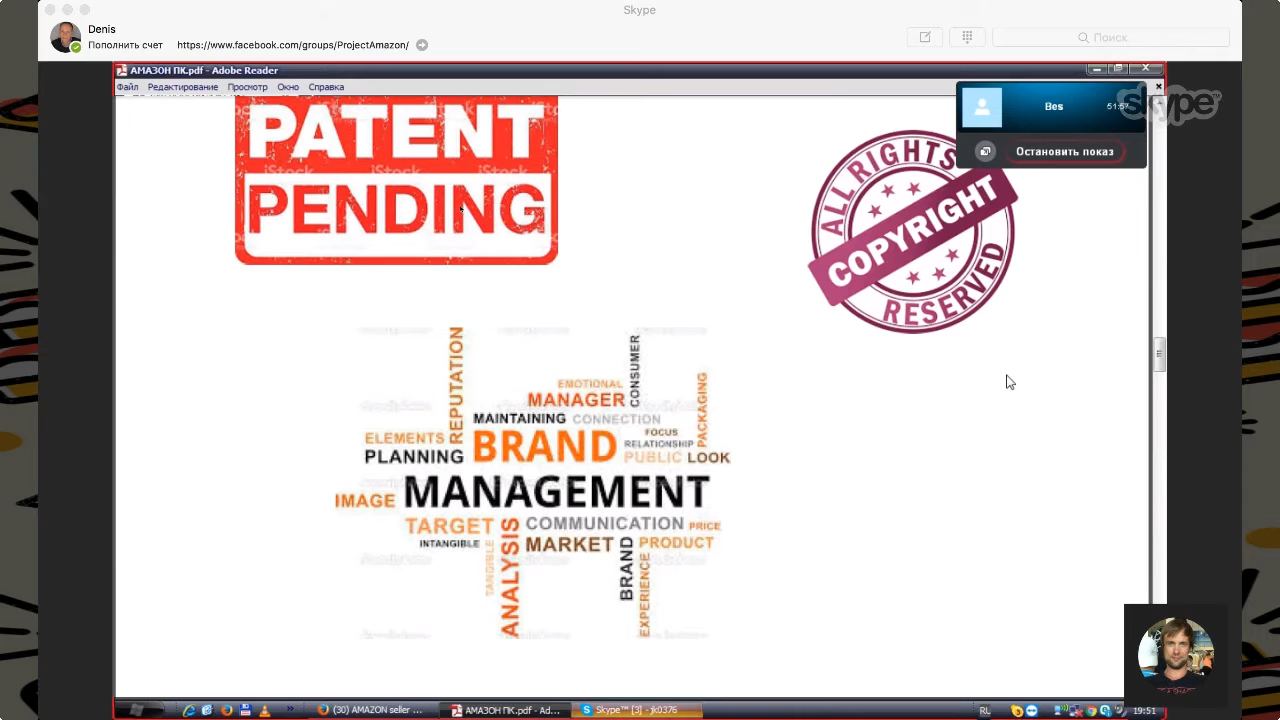 Skype
Denis
Пополнить счет https://www.facebook.com/groups/ProjectAmazon/
Поиск
АМАЗОН ПК.pdf - Adobe Reader
Файл Редактирование Просмотр Окно Справка
skype™
Bes 51:57
Остановить показ
PATENT
iStock iStock
PENDING
ALL RIGHTS
COPYRIGHT
RESERVED
REPUTATION
CONSUMER
EMOTIONAL
MANAGER
PACKAGING
MAINTAINING CONNECTION
FOCUS
ELEMENTS BRAND RELATIONSHIP
PLANNING PUBLIC LOOK
IMAGE MANAGEMENT
TARGET COMMUNICATION PRICE
INTANGIBLE MARKET PRODUCT
TANGIBLE
ANALYSIS
BRAND
EXPERIENCE
(30) AMAZON seller ... АМАЗОН ПК.pdf - Ad... Skype™ [3] - jk0376 RL 19:51